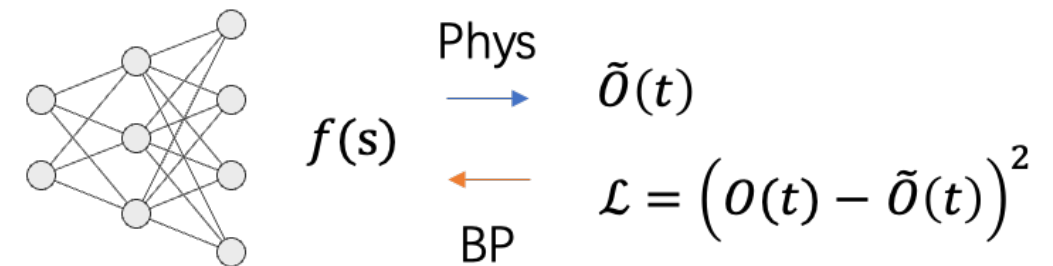 Phys
f(s)
Õ(t)
ℒ = (O(t) − Õ(t))²
BP